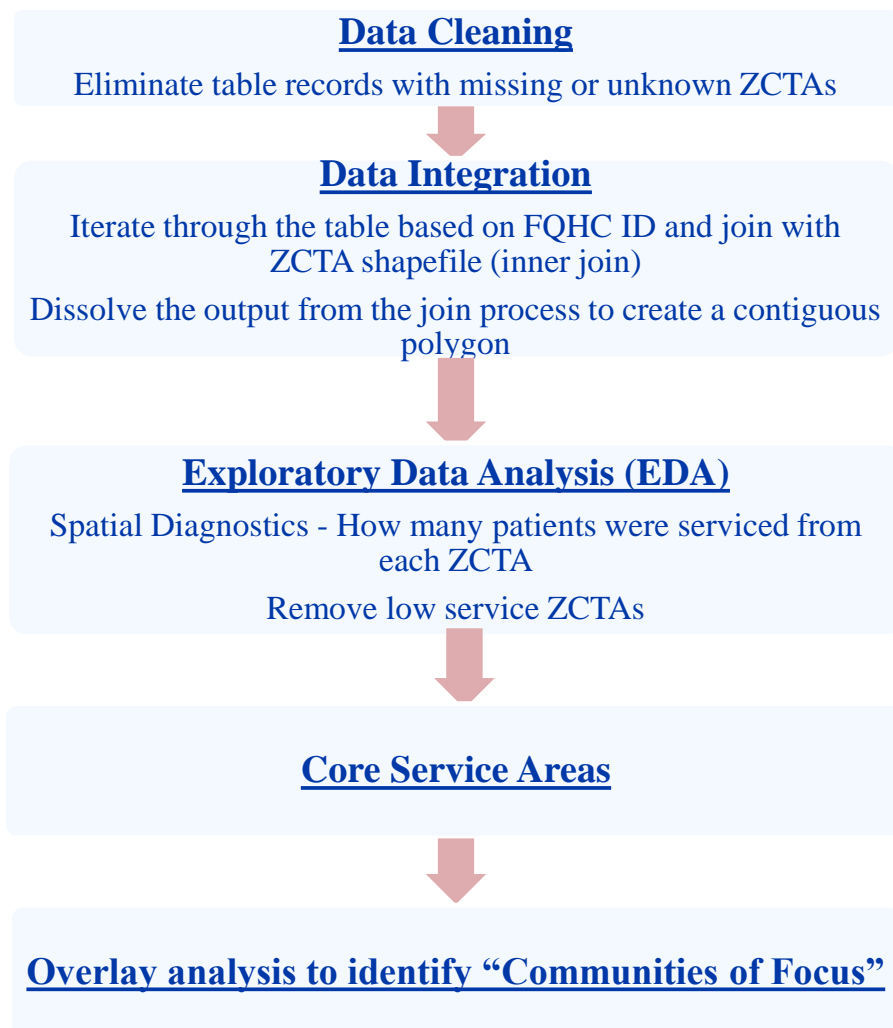 Data Cleaning
Eliminate table records with missing or unknown ZCTAs
Data Integration
Iterate through the table based on FQHC ID and join with
ZCTA shapefile (inner join)
Dissolve the output from the join process to create a contiguous
polygon
Exploratory Data Analysis (EDA)
Spatial Diagnostics - How many patients were serviced from
each ZCTA
Remove low service ZCTAs
Core Service Areas
Overlay analysis to identify “Communities of Focus”